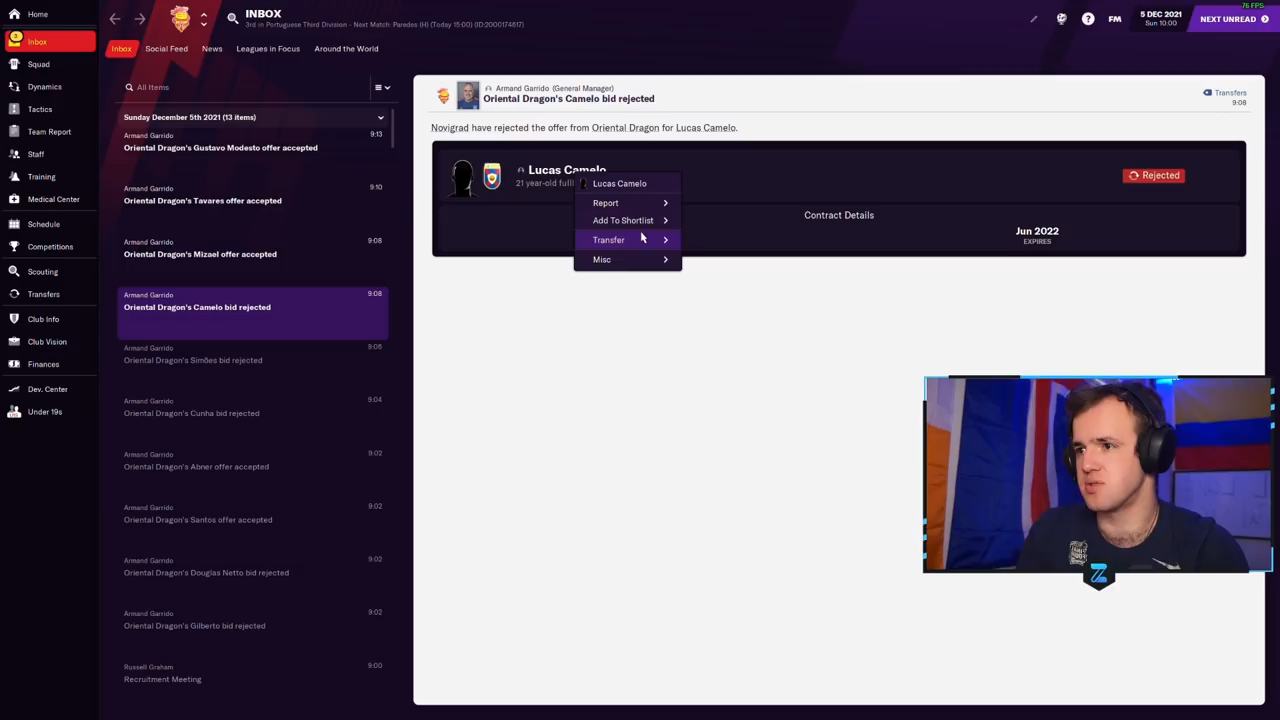 76 FPS
Home
INBOX
3rd in Portuguese Third Division - Next Match: Paredes (H) (Today 15:00) (ID:2000174617)
FM
5 DEC 2021
Sun 10:00
NEXT UNREAD
3
Inbox
Inbox
Social Feed
News
Leagues in Focus
Around the World
Squad
Dynamics
Tactics
Team Report
Staff
Training
Medical Center
Schedule
Competitions
Scouting
Transfers
Club Info
Club Vision
Finances
Dev. Center
Under 19s
All Items
Sunday December 5th 2021 (13 items)
Armand Garrido 9:13
Oriental Dragon's Gustavo Modesto offer accepted
Armand Garrido 9:10
Oriental Dragon's Tavares offer accepted
Armand Garrido 9:08
Oriental Dragon's Mizael offer accepted
Armand Garrido 9:08
Oriental Dragon's Camelo bid rejected
Armand Garrido 9:06
Oriental Dragon's Simões bid rejected
Armand Garrido 9:04
Oriental Dragon's Cunha bid rejected
Armand Garrido 9:02
Oriental Dragon's Abner offer accepted
Armand Garrido 9:02
Oriental Dragon's Santos offer accepted
Armand Garrido 9:02
Oriental Dragon's Douglas Netto bid rejected
Armand Garrido 9:02
Oriental Dragon's Gilberto bid rejected
Russell Graham 9:00
Recruitment Meeting
Armand Garrido (General Manager)
Oriental Dragon's Camelo bid rejected
Transfers
9:08
Novigrad have rejected the offer from Oriental Dragon for Lucas Camelo.
Lucas Camelo
21 year-old
Rejected
Lucas Camelo
Report
Add To Shortlist
Transfer
Misc
Contract Details
Jun 2022
EXPIRES
Z